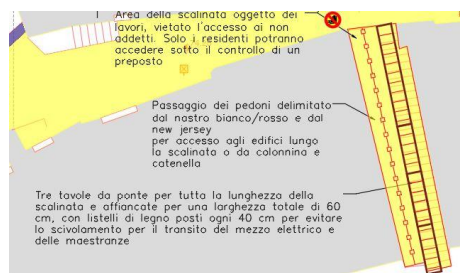 1 Area della scalinata oggetto dei
lavori, vietato l'accesso ai non
addetti. Solo i residenti potranno
accedere sotto il controllo di un
preposto
Passaggio dei pedoni delimitato
dal nastro bianco/rosso e dal
new jersey
per accesso agli edifici lungo
la scalinata o da colonnina e
catenella
Tre tavole da ponte per tutta la lunghezza della
scalinata e affiancate per una larghezza totale di 60
cm, con listelli di legno posti ogni 40 cm per evitare
lo scivolamento per il transito del mezzo elettrico e
delle maestranze